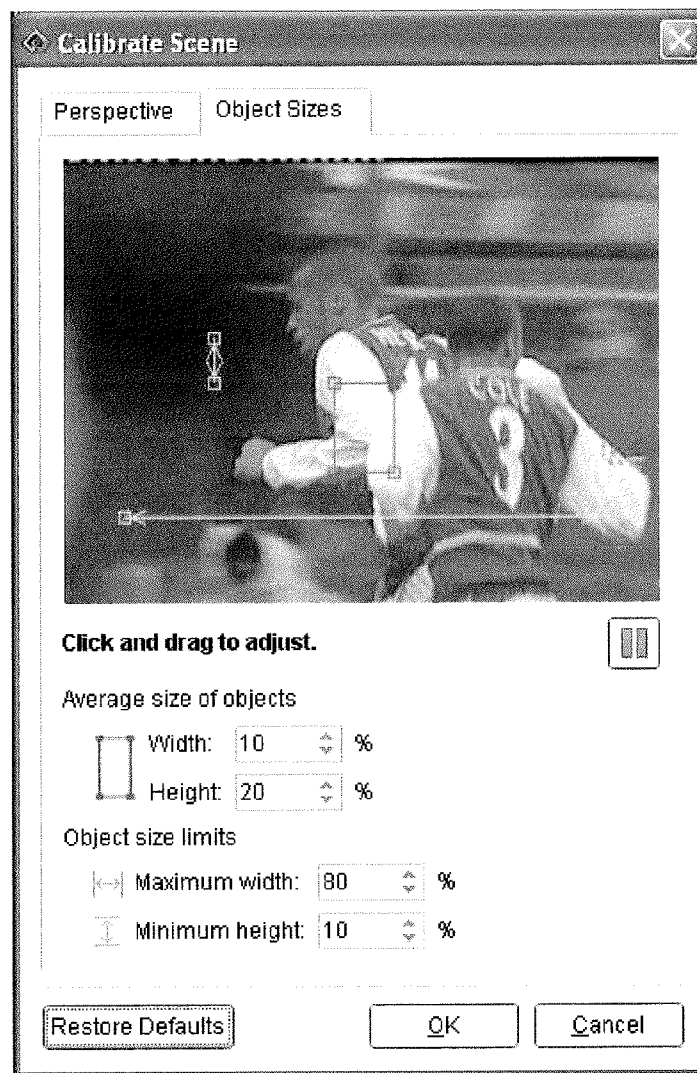 Calibrate Scene
Perspective
Object Sizes
COLE
Click and drag to adjust.
Average size of objects
Width: 10 %
Height: 20 %
Object size limits
Maximum width: 80 %
Minimum height: 10 %
Restore Defaults
OK
Cancel